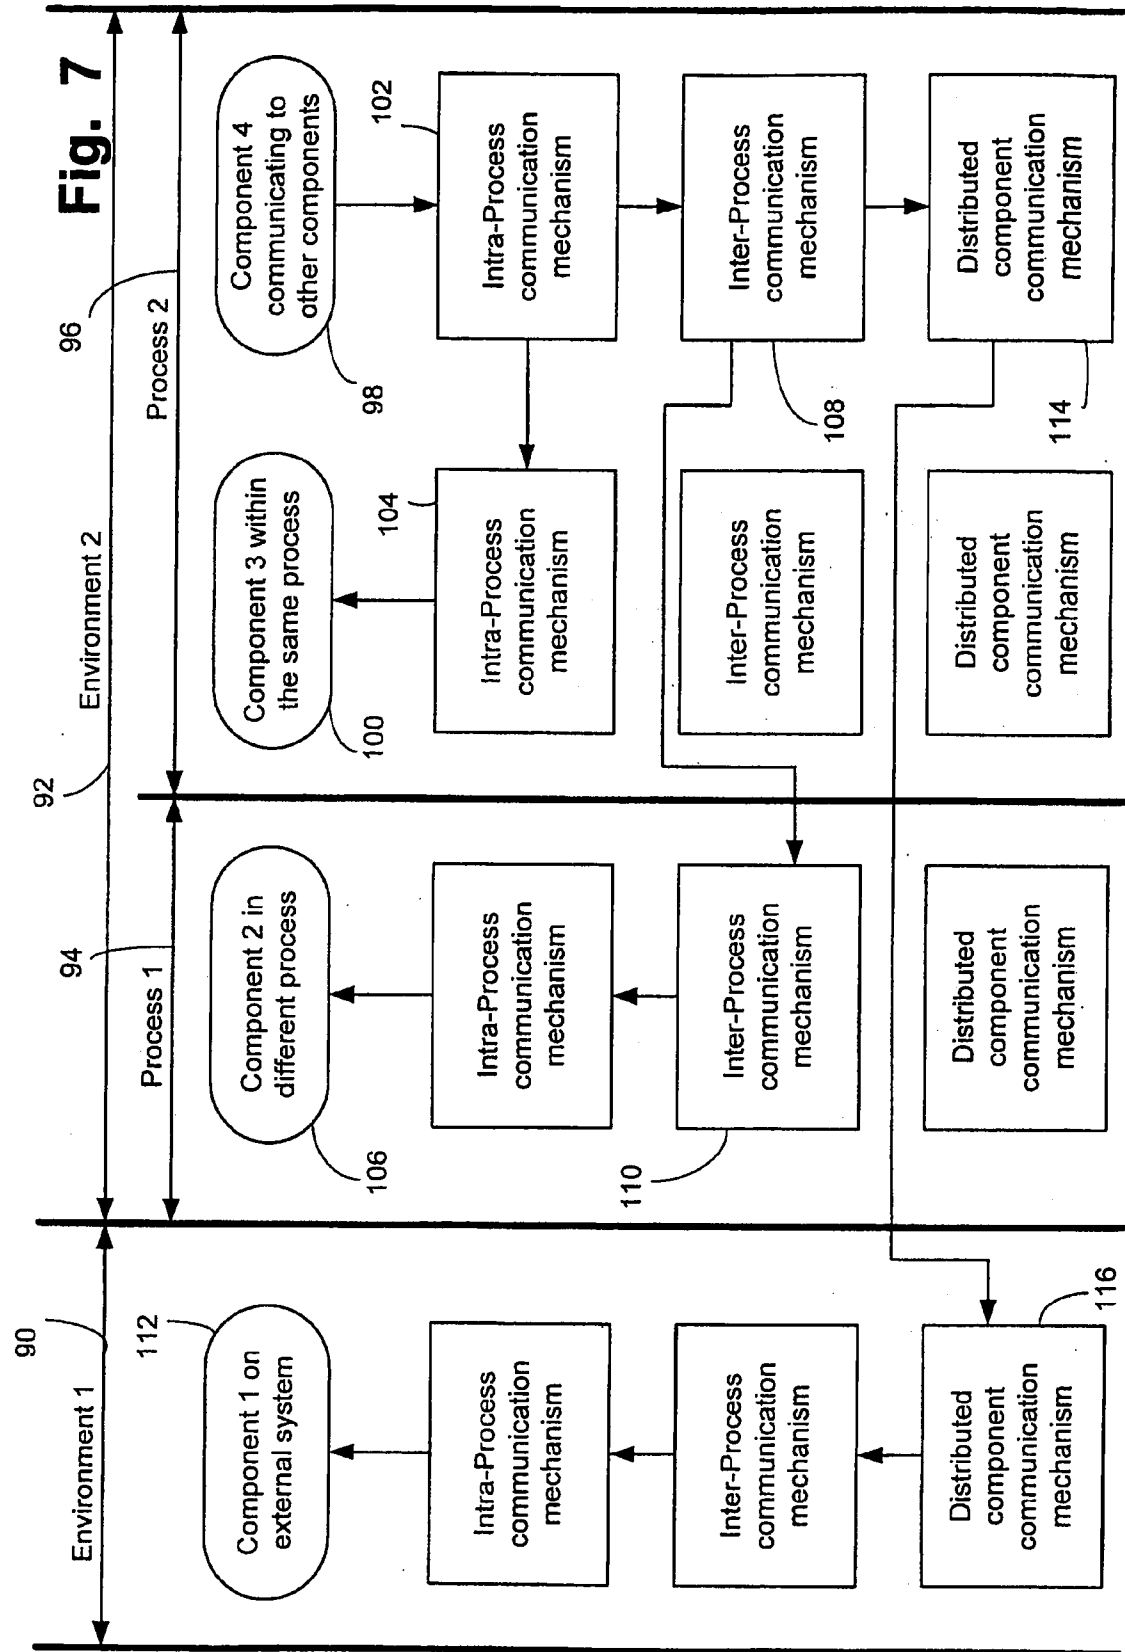 Fig. 7
90
Environment 1
92
Environment 2
94
Process 1
96
Process 2
112
Component 1 on
external system
Intra-Process
communication
mechanism
Inter-Process
communication
mechanism
Distributed
component
communication
mechanism
116
Component 2 in
different process
106
Intra-Process
communication
mechanism
Inter-Process
communication
mechanism
110
Distributed
component
communication
mechanism
Component 3 within
the same process
100
104
Intra-Process
communication
mechanism
Inter-Process
communication
mechanism
Distributed
component
communication
mechanism
Component 4
communicating to
other components
98
102
Intra-Process
communication
mechanism
Inter-Process
communication
mechanism
108
Distributed
component
communication
mechanism
114